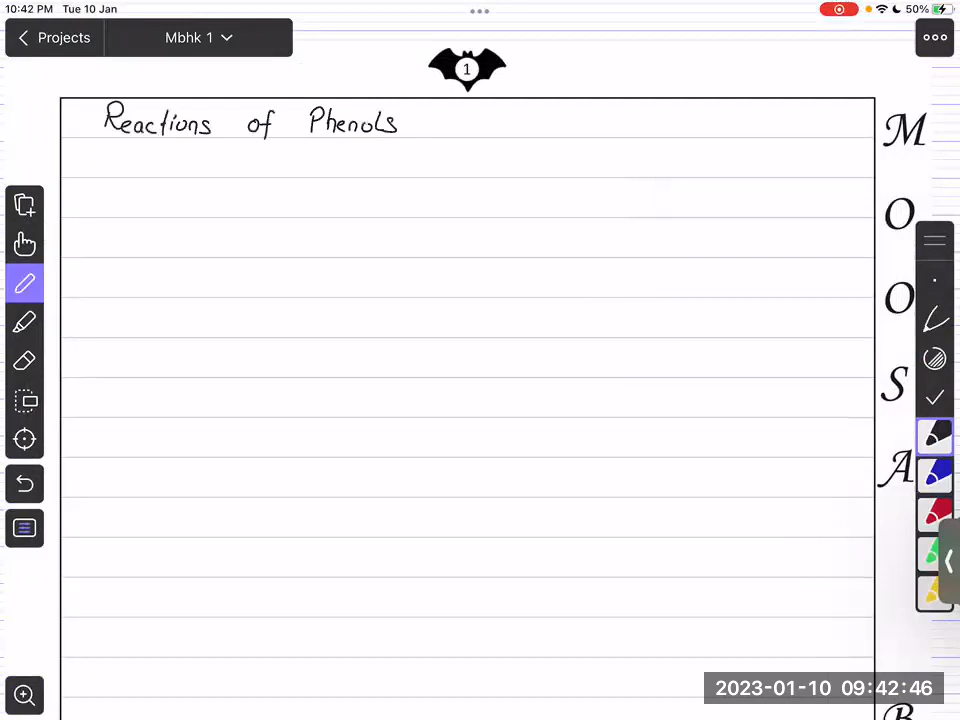 10:42 PM Tue 10 Jan
50%
Projects
Mbhk 1
1
Reactions of Phenols
M
O
O
S
A
B
2023-01-10 09:42:46